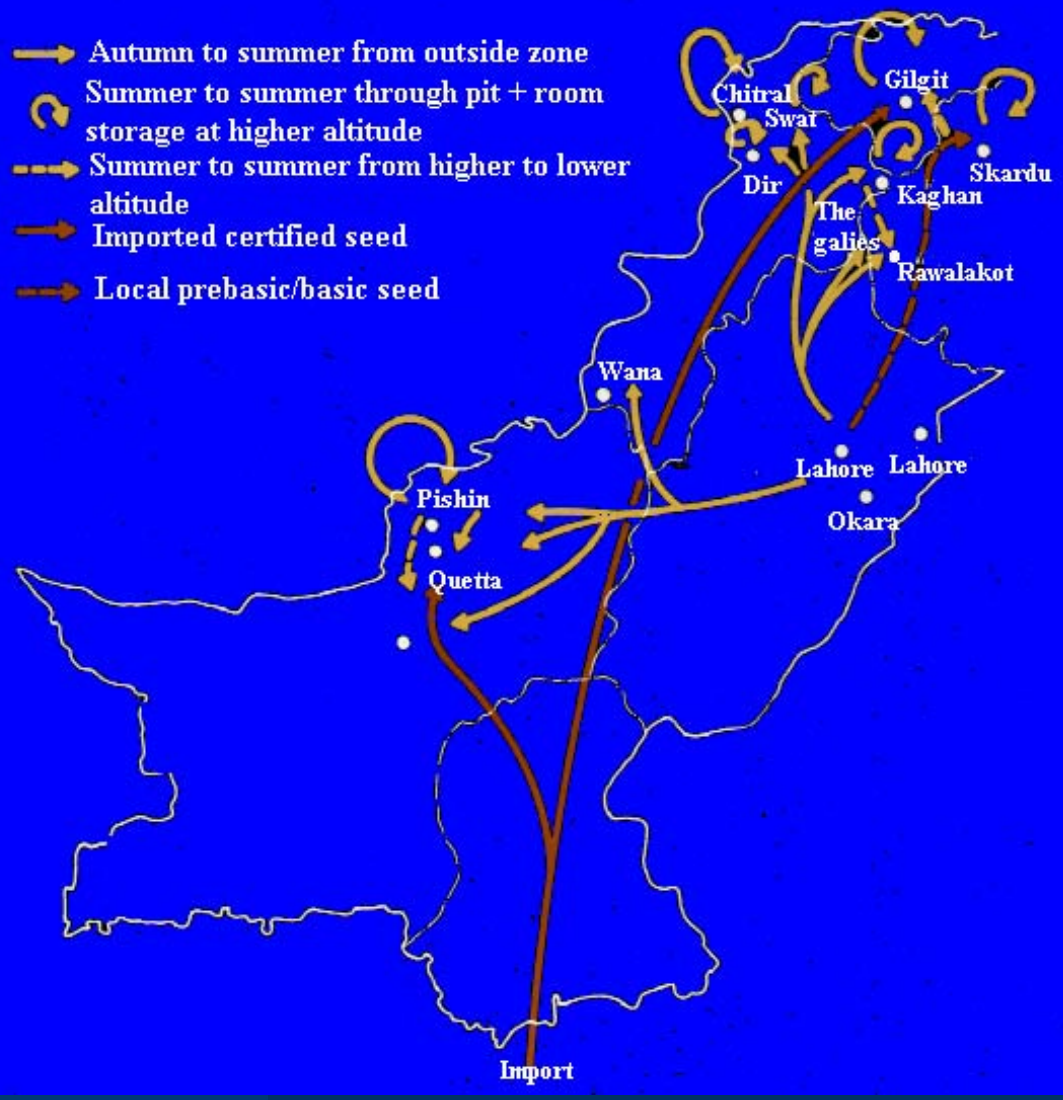 Autumn to summer from outside zone
Summer to summer through pit + room
storage at higher altitude
Summer to summer from higher to lower
altitude
Imported certified seed
Local prebasic/basic seed
Gilgit
Chitral
Swat
Skardu
Dir
Kaghan
The
galies
Rawalakot
Wana
Lahore
Lahore
Pishin
Okara
Quetta
Import